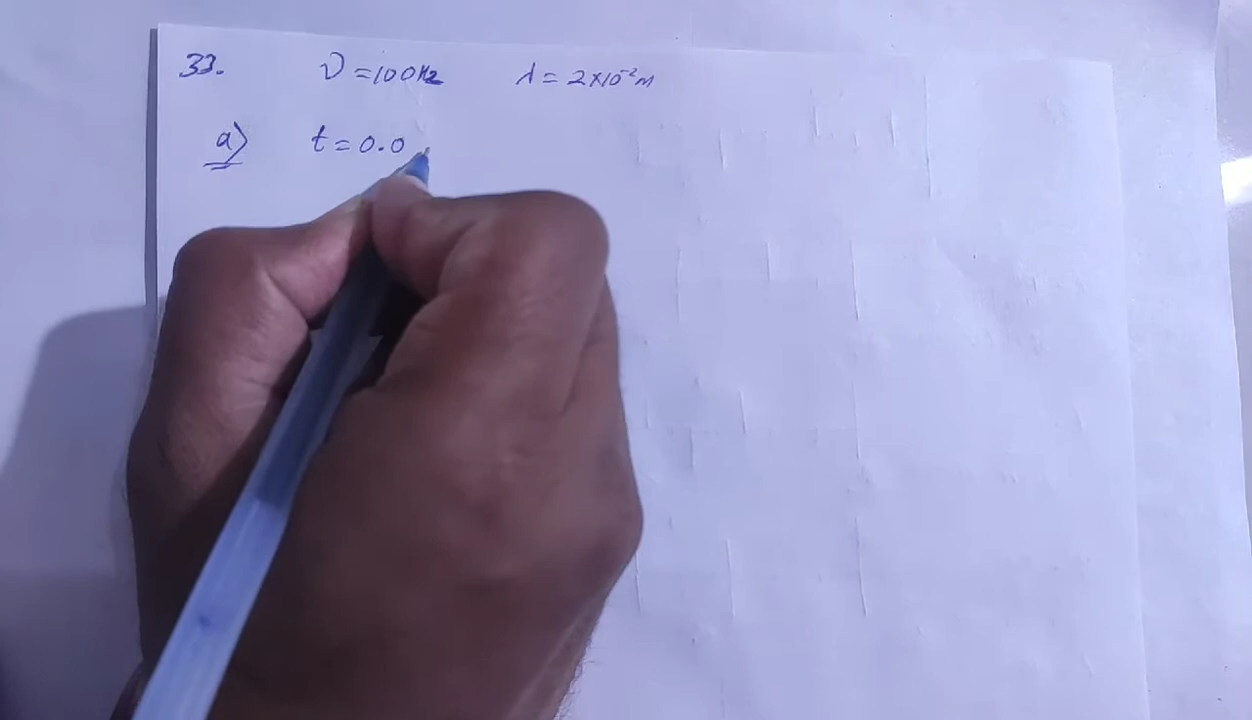 33. ν = 100Hz λ = 2×10⁻²m
a) t = 0.0